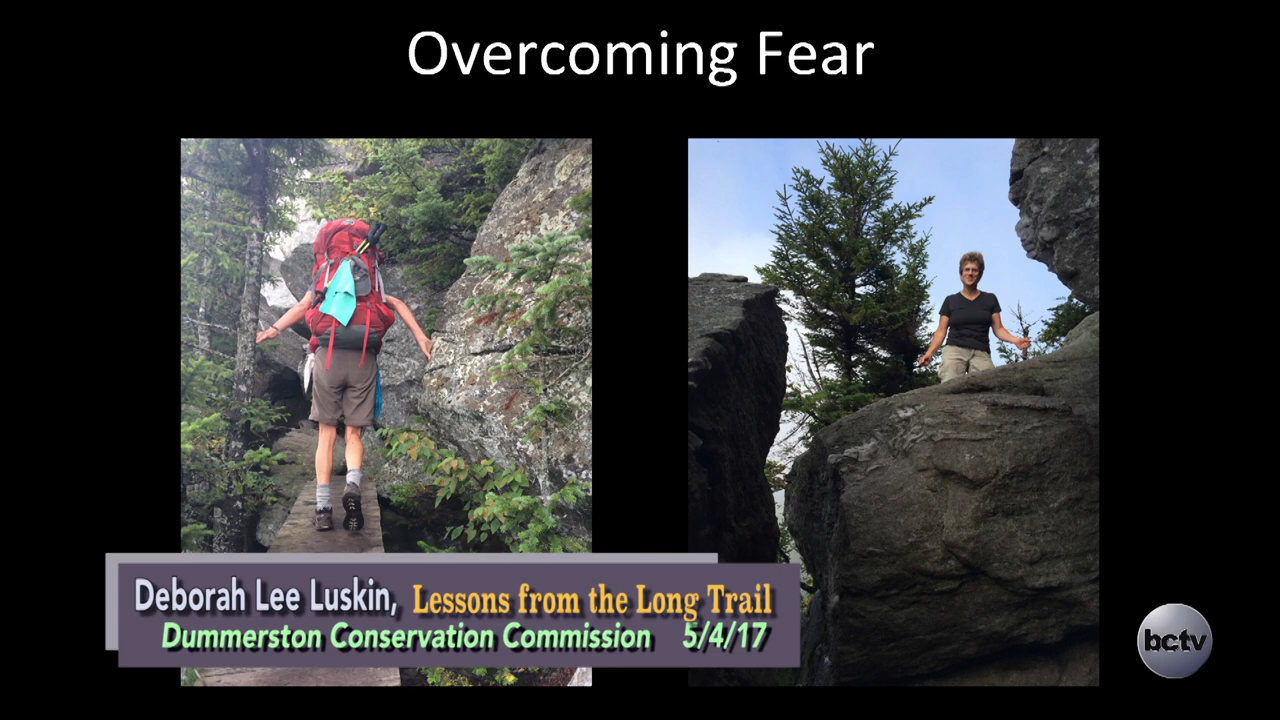 Overcoming Fear
Deborah Lee Luskin, Lessons from the Long Trail
Dummerston Conservation Commission 5/4/17
bctv